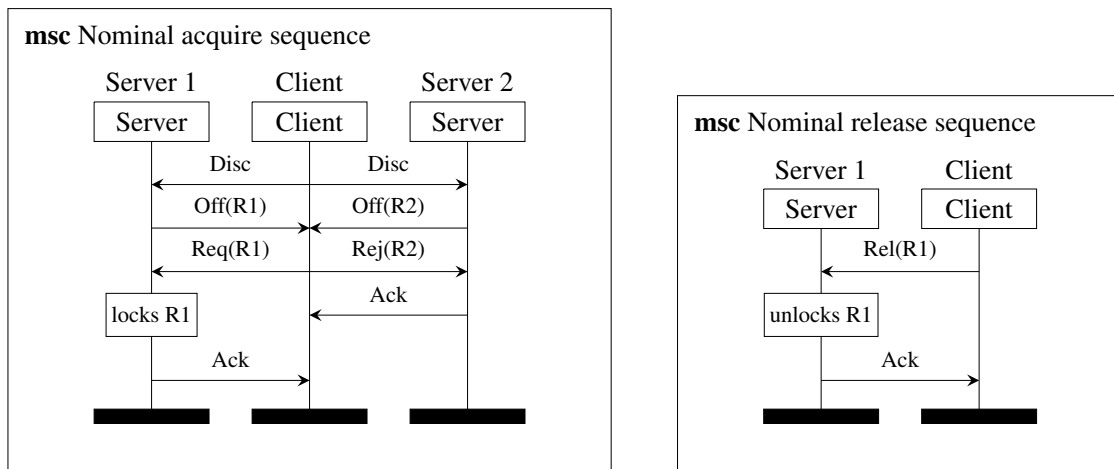 msc Nominal acquire sequence
Server 1 Client Server 2
Server Client Server
Disc Disc
Off(R1) Off(R2)
Req(R1) Rej(R2)
Ack
locks R1
Ack
msc Nominal release sequence
Server 1 Client
Server Client
Rel(R1)
unlocks R1
Ack